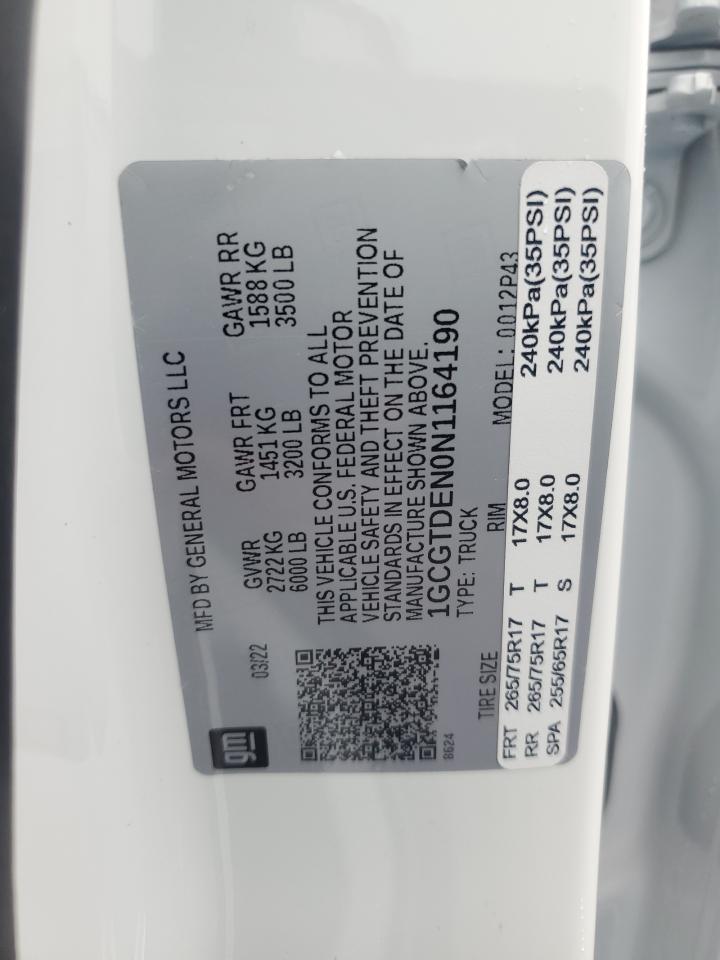 gm
MFD BY GENERAL MOTORS LLC
03/22
GVWR GAWR FRT GAWR RR
2722 KG 1451 KG 1588 KG
6000 LB 3200 LB 3500 LB
THIS VEHICLE CONFORMS TO ALL
APPLICABLE U.S. FEDERAL MOTOR
VEHICLE SAFETY AND THEFT PREVENTION
STANDARDS IN EFFECT ON THE DATE OF
MANUFACTURE SHOWN ABOVE.
1GCGTDEN0N1164190
8624 TYPE: TRUCK MODEL: 0012P43
TIRE SIZE RIM
FRT 265/75R17 T 17X8.0 240kPa(35PSI)
RR 265/75R17 T 17X8.0 240kPa(35PSI)
SPA 255/65R17 S 17X8.0 240kPa(35PSI)